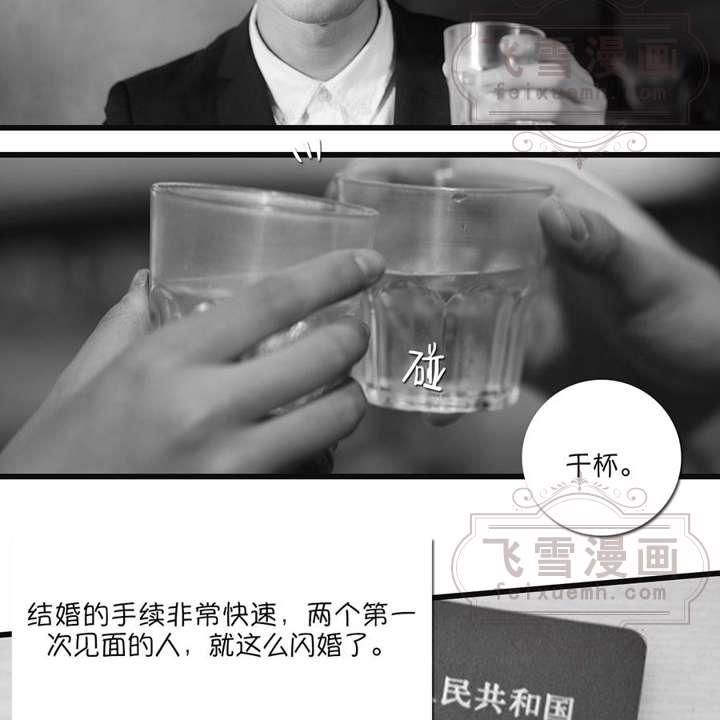 飞雪漫画
feixuemh.com
碰
干杯。
飞雪漫画
feixuemh.com
结婚的手续非常快速，两个第一
次见面的人，就这么闪婚了。
民共和国